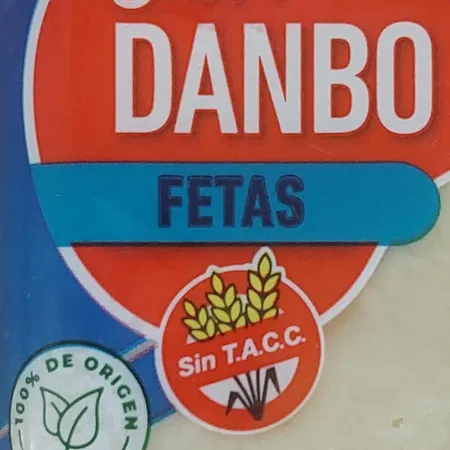 DANBO
FETAS
Sin T.A.C.C.
100% DE ORIGEN